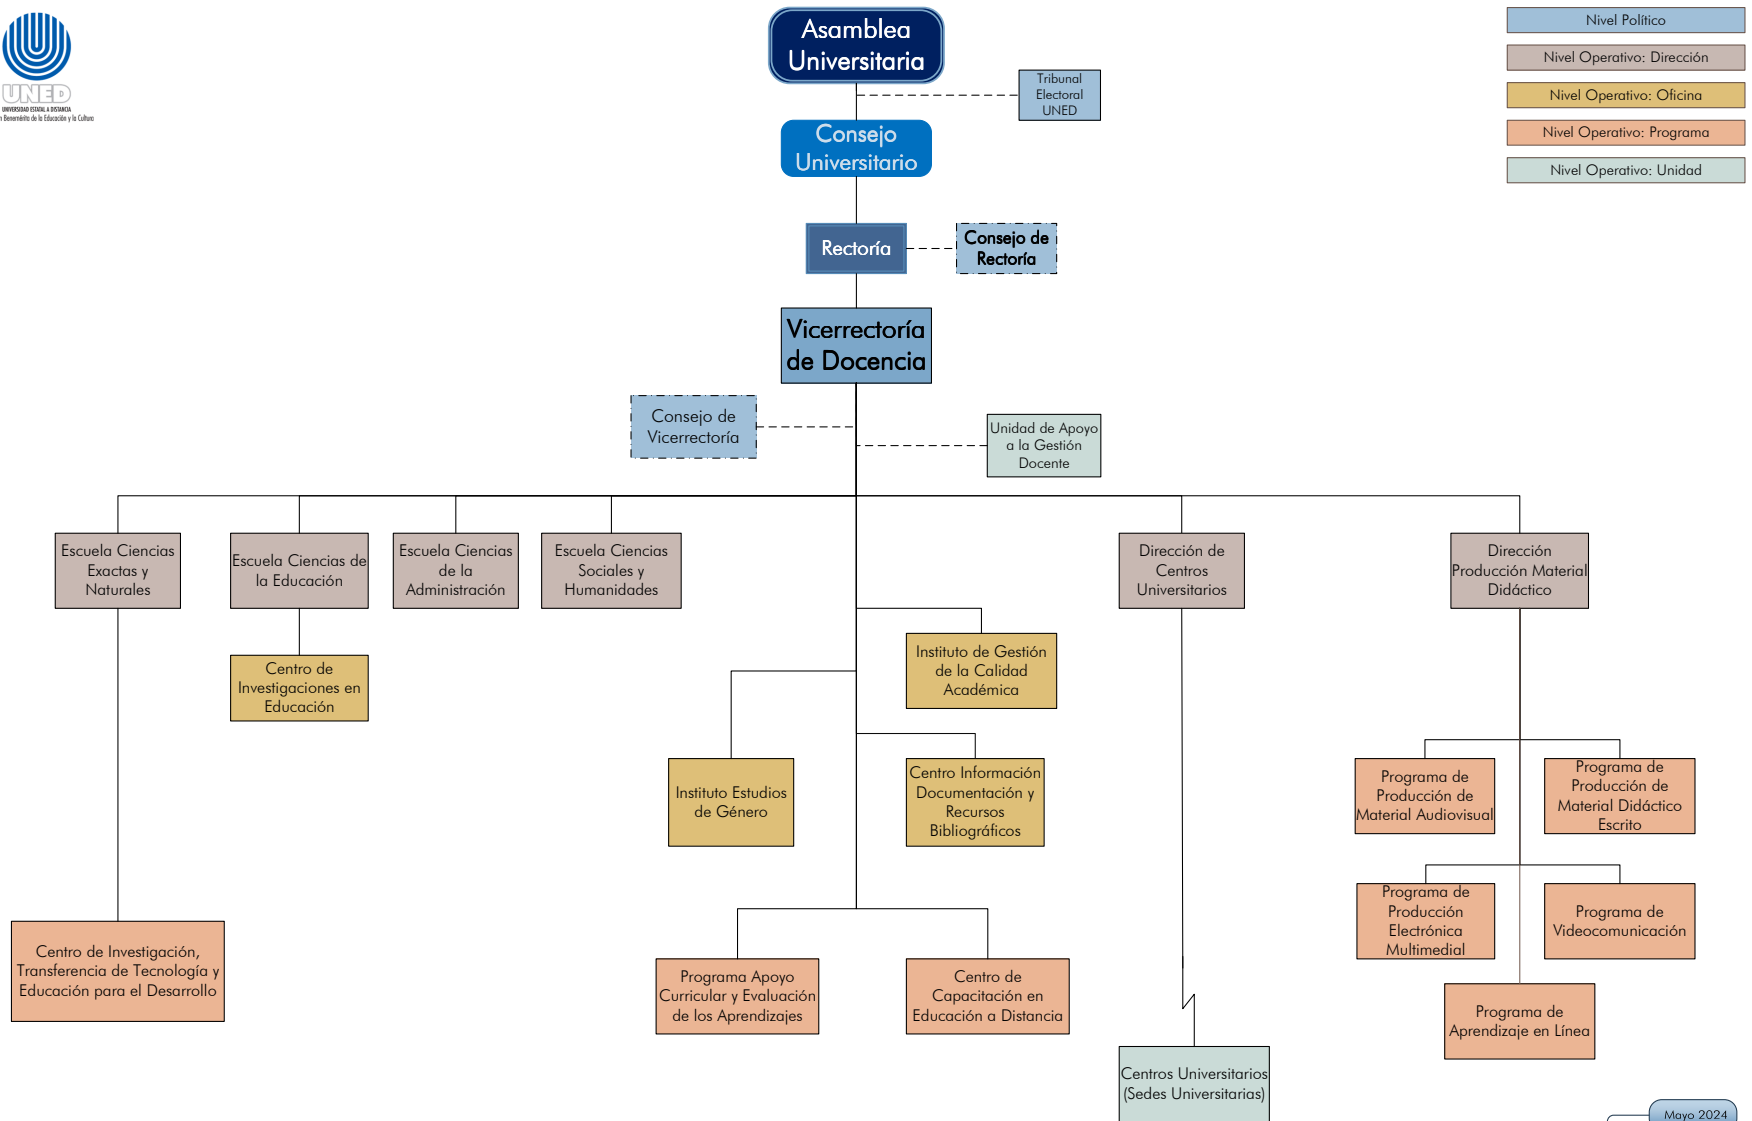 Asamblea
Universitaria
Nivel Político
Nivel Operativo: Dirección
Nivel Operativo: Oficina
Nivel Operativo: Programa
Nivel Operativo: Unidad
UNED
UNIVERSIDAD ESTATAL A DISTANCIA
Benemérita de la Educación y la Cultura
Tribunal
Electoral
UNED
Consejo
Universitario
Rectoría
Consejo de
Rectoría
Vicerrectoría
de Docencia
Consejo de
Vicerrectoría
Unidad de Apoyo
a la Gestión
Docente
Escuela Ciencias
Exactas y
Naturales
Escuela Ciencias de
la Educación
Escuela Ciencias
de la
Administración
Escuela Ciencias
Sociales y
Humanidades
Dirección de
Centros
Universitarios
Dirección
Producción Material
Didáctico
Centro de
Investigaciones en
Educación
Instituto de Gestión
de la Calidad
Académica
Instituto Estudios
de Género
Centro Información
Documentación y
Recursos
Bibliográficos
Programa de
Producción de
Material Audiovisual
Programa de
Producción de
Material Didáctico
Escrito
Programa de
Producción
Electrónica
Multimedial
Programa de
Videocomunicación
Centro de Investigación,
Transferencia de Tecnología y
Educación para el Desarrollo
Programa Apoyo
Curricular y Evaluación
de los Aprendizajes
Centro de
Capacitación en
Educación a Distancia
Programa de
Aprendizaje en Línea
Centros Universitarios
(Sedes Universitarias)
Mayo 2024